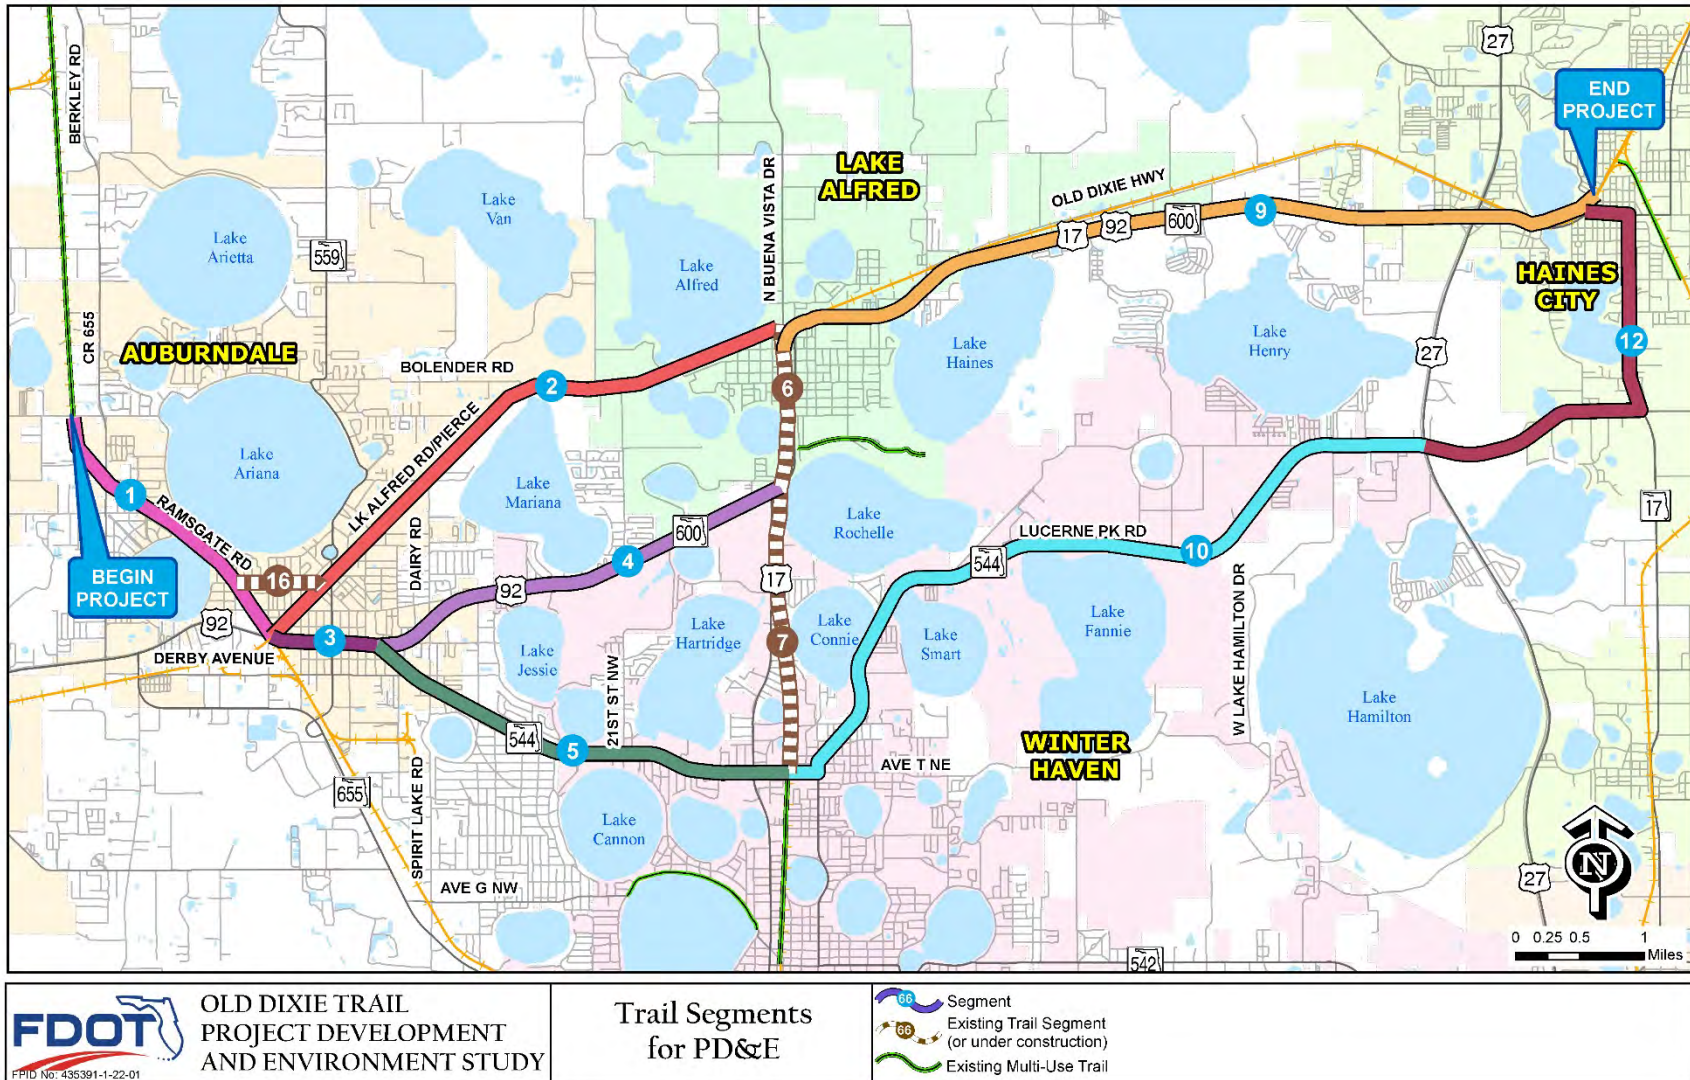 BERKLEY RD
27
END
PROJECT
LAKE
ALFRED
N BUENA VISTA DR
OLD DIXIE HWY
Lake
Van
9
600
92
17
Lake
Arietta
559
Lake
Alfred
HAINES
CITY
CR 655
AUBURNDALE
BOLENDER RD
2
6
Lake
Haines
Lake
Henry
27
12
LK ALFRED RD/PIERCE
Lake
Ariana
Lake
Mariana
1
RAMSGATE RD
DAIRY RD
600
4
Lake
Rochelle
LUCERNE PK RD
10
17
544
BEGIN
PROJECT
16
92
17
W LAKE HAMILTON DR
92
3
DERBY AVENUE
Lake
Jessie
Lake
Hartridge
7
Lake
Connie
Lake
Smart
Lake
Fannie
21ST ST NW
Lake
Hamilton
544
5
AVE T NE
WINTER
HAVEN
655
SPIRIT LAKE RD
Lake
Cannon
AVE G NW
27
N
542
0 0.25 0.5 1
Miles
FDOT
FPID No: 435391-1-22-01
OLD DIXIE TRAIL
PROJECT DEVELOPMENT
AND ENVIRONMENT STUDY
Trail Segments
for PD&E
66 Segment
66 Existing Trail Segment
(or under construction)
Existing Multi-Use Trail